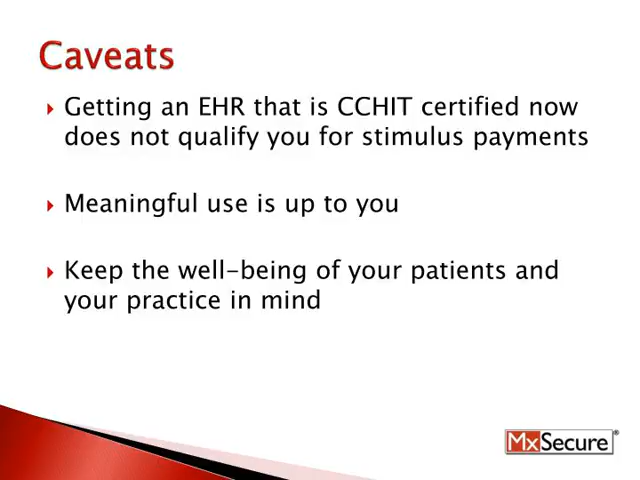 Caveats
Getting an EHR that is CCHIT certified now
does not qualify you for stimulus payments
Meaningful use is up to you
Keep the well-being of your patients and
your practice in mind
MxSecure®